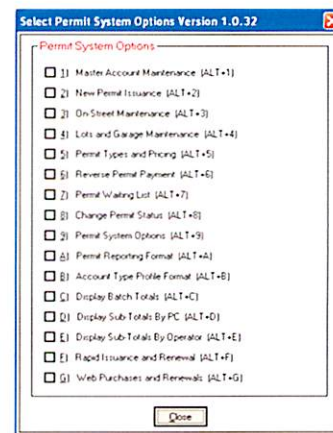 Select Permit System Options Version 1.0.32
Permit System Options
1) Master Account Maintenance (ALT+1)
2) New Permit Issuance (ALT+2)
3) On-Street Maintenance (ALT+3)
4) Lots and Garage Maintenance (ALT+4)
5) Permit Types and Pricing (ALT+5)
6) Reverse Permit Payment (ALT+6)
7) Permit Waiting List (ALT+7)
8) Change Permit Status (ALT+8)
9) Permit System Options (ALT+9)
A) Permit Reporting Format (ALT+A)
B) Account Type Profile Format (ALT+B)
C) Display Batch Totals (ALT+C)
D) Display Sub-Totals By PC (ALT+D)
E) Display Sub-Totals By Operator (ALT+E)
F) Rapid Issuance and Renewal (ALT+F)
G) Web Purchases and Renewals (ALT+G)
Close